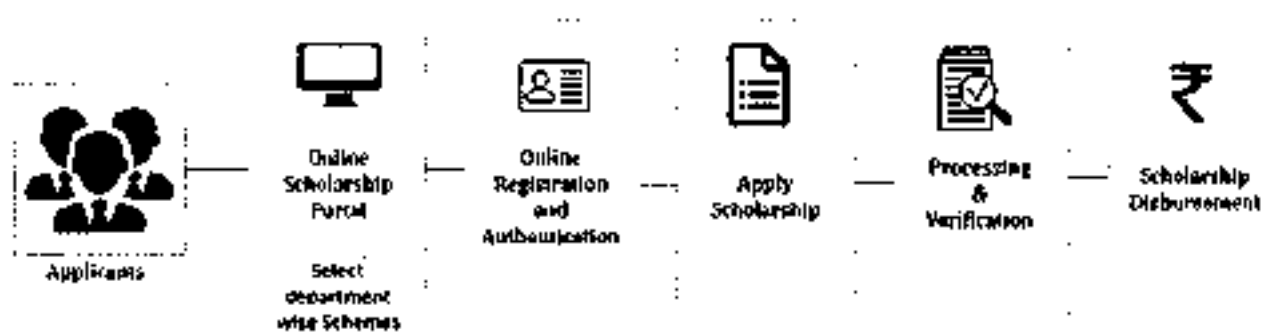 Applicants
Online
Scholarship
Portal
Select
department
wise Schemes
Online
Registration
and
Authentication
Apply
Scholarship
Processing
&
Verification
₹
Scholarship
Disbursement